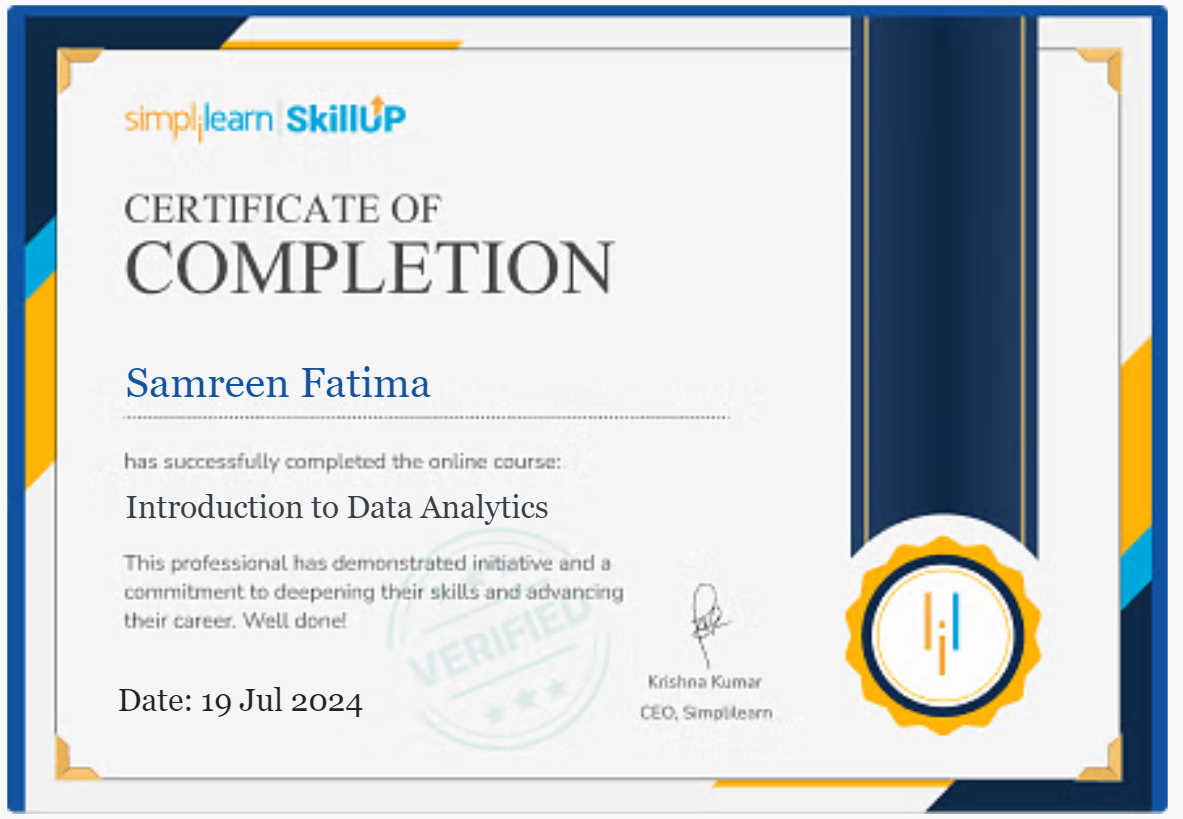 simplilearn | SkillUP
CERTIFICATE OF
COMPLETION
Samreen Fatima
has successfully completed the online course:
Introduction to Data Analytics
This professional has demonstrated initiative and a
commitment to deepening their skills and advancing
their career. Well done!
VERIFIED
Date: 19 Jul 2024
Krishna Kumar
CEO, Simplilearn